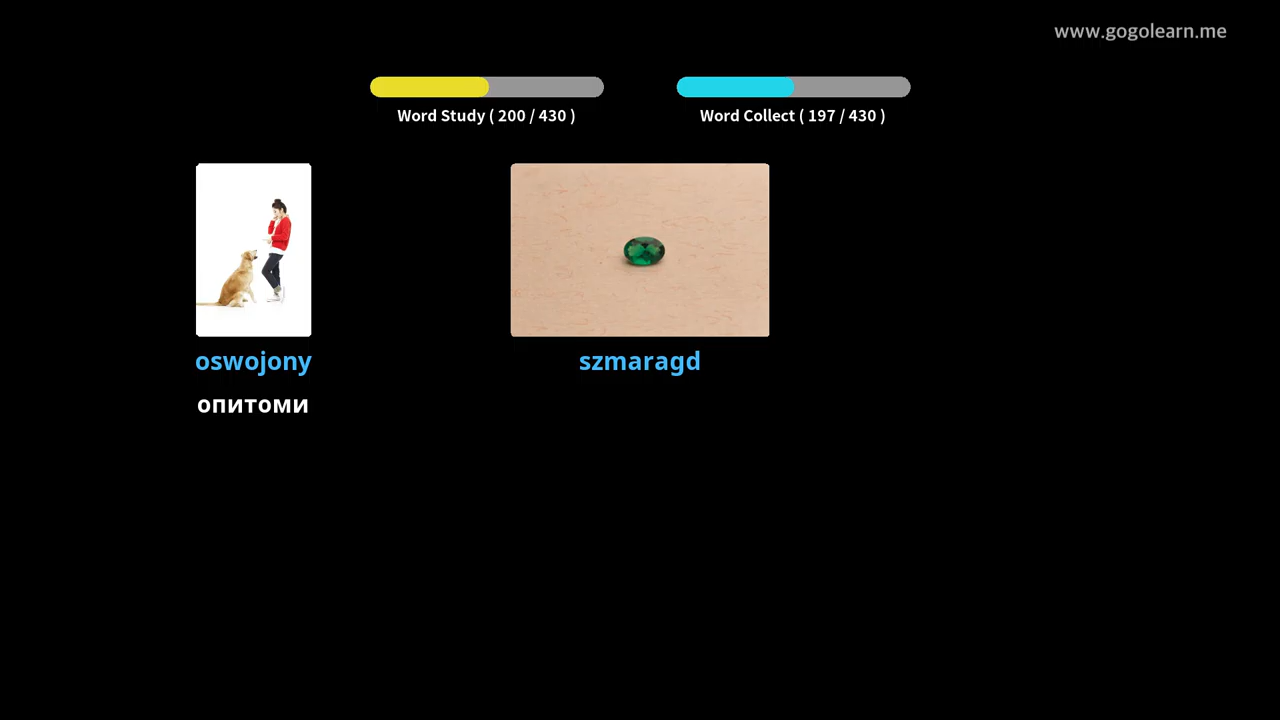 www.gogolearn.me
Word Study ( 200 / 430 )
Word Collect ( 197 / 430 )
oswojony
szmaragd
опитоми